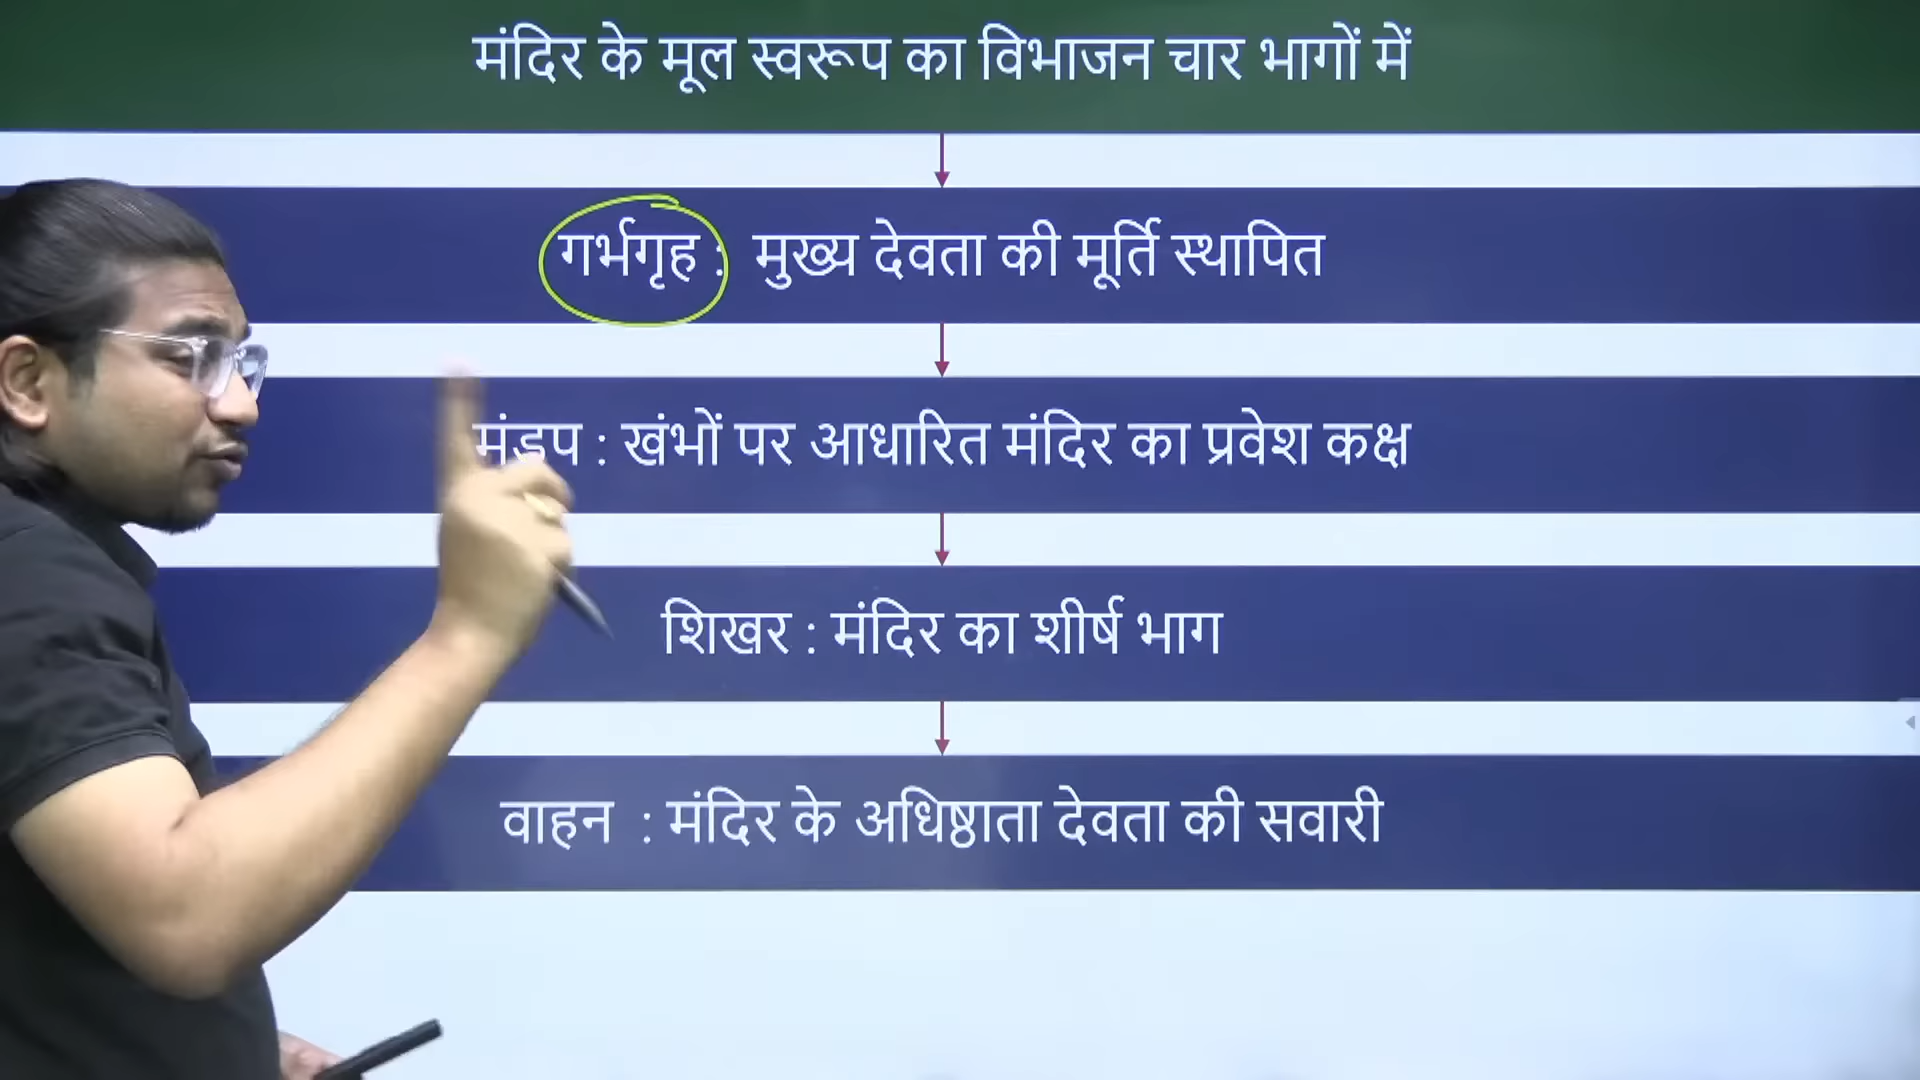 मंदिर के मूल स्वरूप का विभाजन चार भागों में
गर्भगृह : मुख्य देवता की मूर्ति स्थापित
मंडप : खंभों पर आधारित मंदिर का प्रवेश कक्ष
शिखर : मंदिर का शीर्ष भाग
वाहन : मंदिर के अधिष्ठाता देवता की सवारी